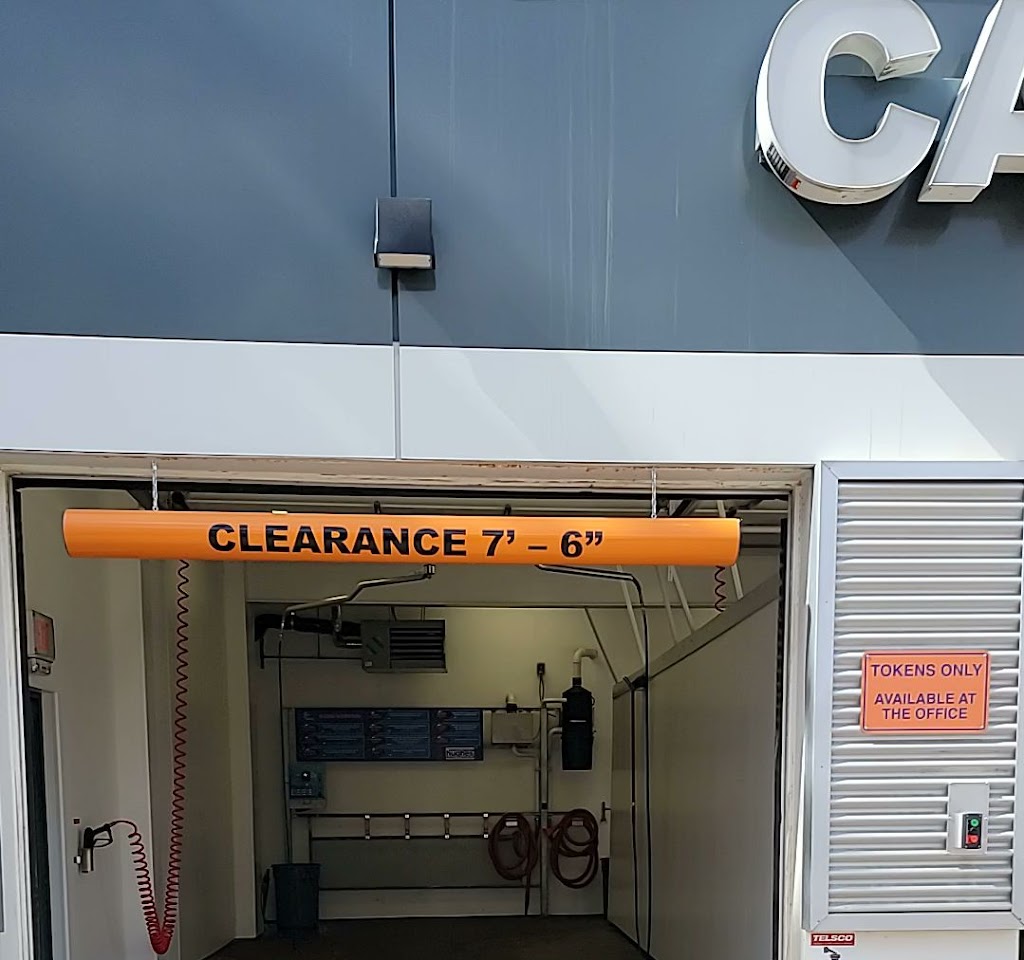 CA
CLEARANCE 7’ – 6”
TOKENS ONLY
AVAILABLE AT
THE OFFICE
TELSCO